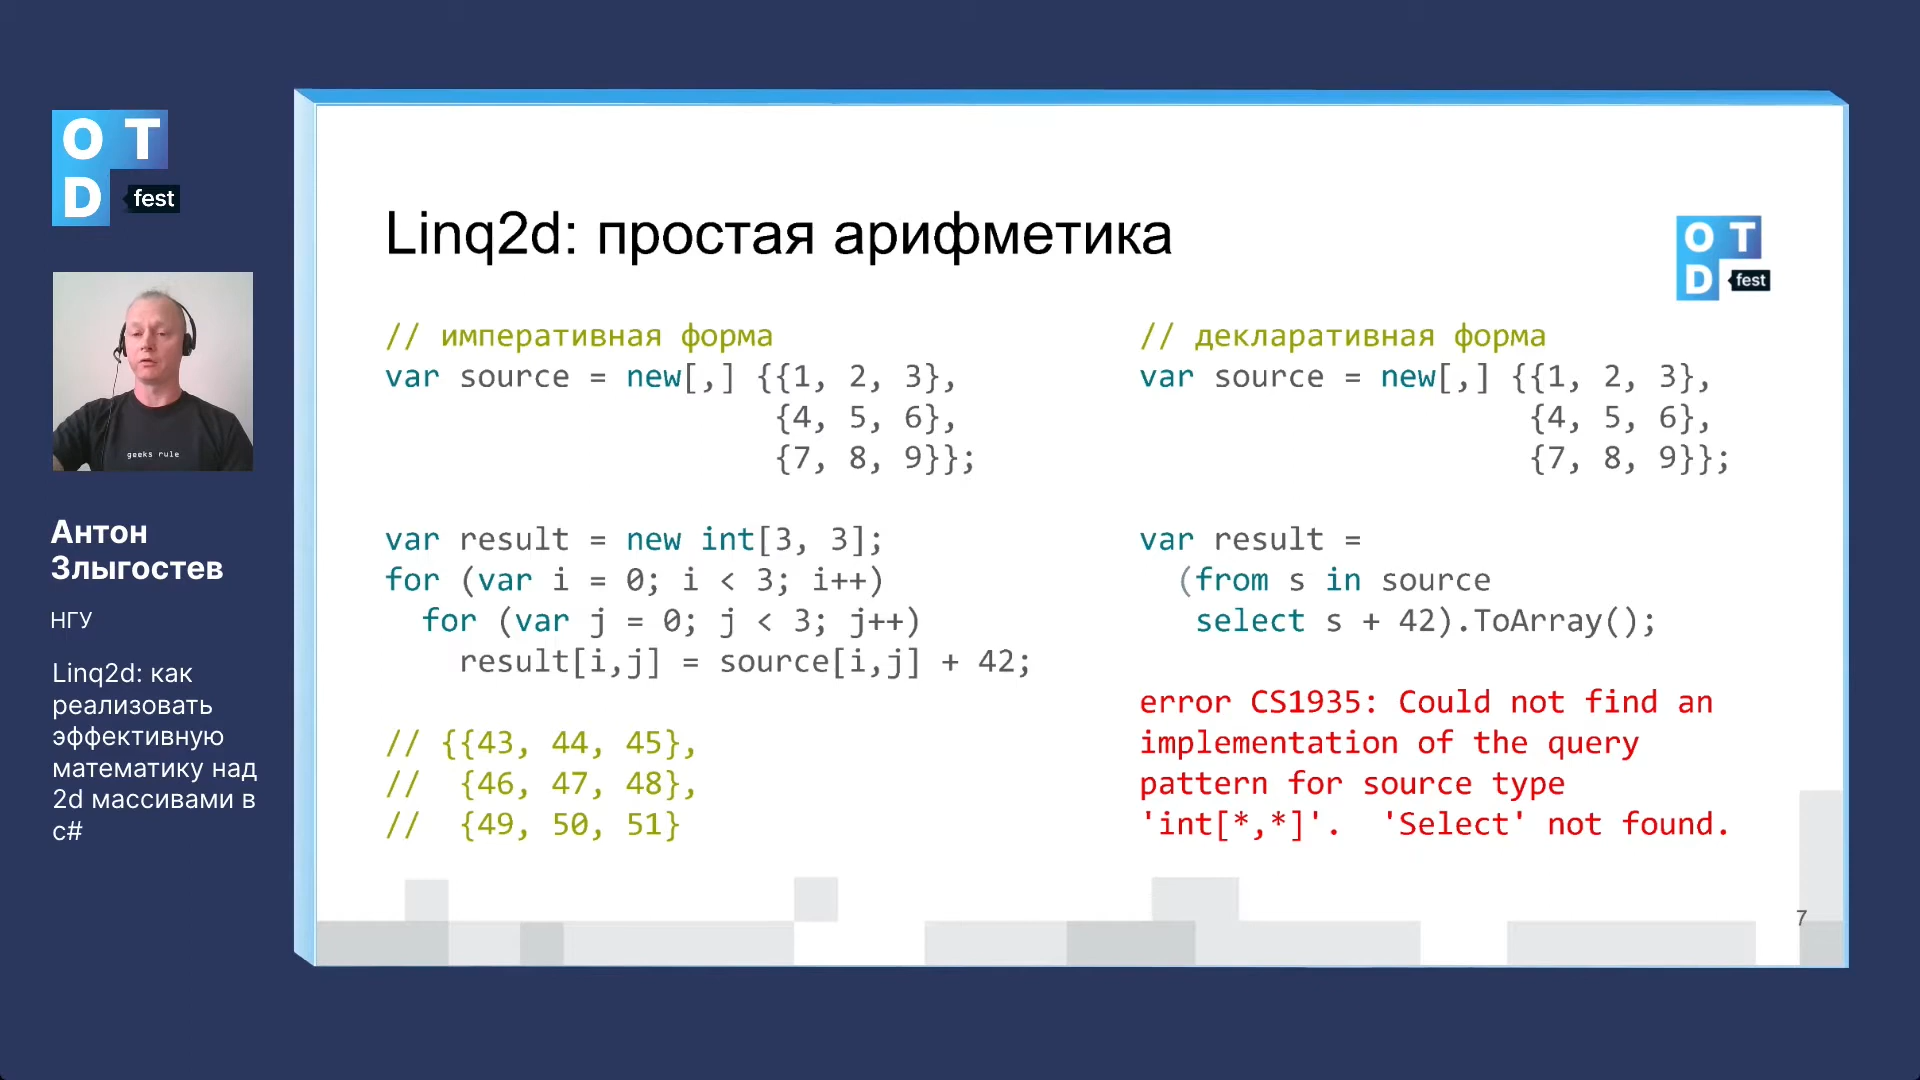 OT
D fest
geeks rule
Антон
Злыгостев
НГУ
Linq2d: как
реализовать
эффективную
математику над
2d массивами в
с#
Linq2d: простая арифметика
OT
D fest
// императивная форма
var source = new[,] {{1, 2, 3},
{4, 5, 6},
{7, 8, 9}};
var result = new int[3, 3];
for (var i = 0; i < 3; i++)
for (var j = 0; j < 3; j++)
result[i,j] = source[i,j] + 42;
// {{43, 44, 45},
// {46, 47, 48},
// {49, 50, 51}
// декларативная форма
var source = new[,] {{1, 2, 3},
{4, 5, 6},
{7, 8, 9}};
var result =
(from s in source
select s + 42).ToArray();
error CS1935: Could not find an
implementation of the query
pattern for source type
'int[*,*]'. 'Select' not found.
7